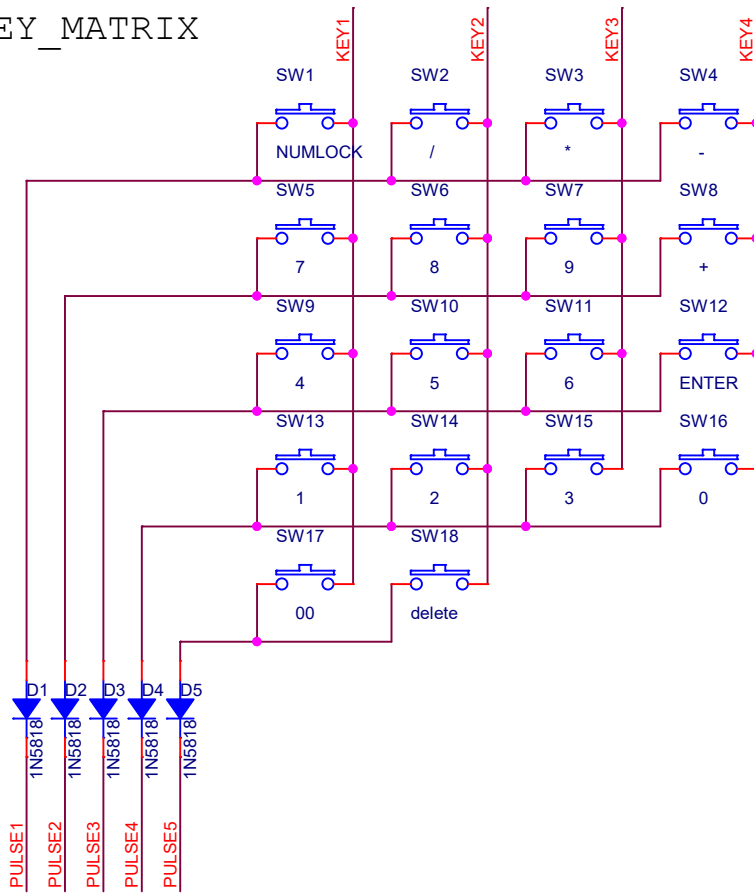 EY_MATRIX
KEY1
KEY2
KEY3
KEY4
SW1
SW2
SW3
SW4
NUMLOCK
/
*
-
SW5
SW6
SW7
SW8
7
8
9
+
SW9
SW10
SW11
SW12
4
5
6
ENTER
SW13
SW14
SW15
SW16
1
2
3
0
SW17
SW18
00
delete
D1
D2
D3
D4
D5
1N5818
1N5818
1N5818
1N5818
1N5818
PULSE1
PULSE2
PULSE3
PULSE4
PULSE5